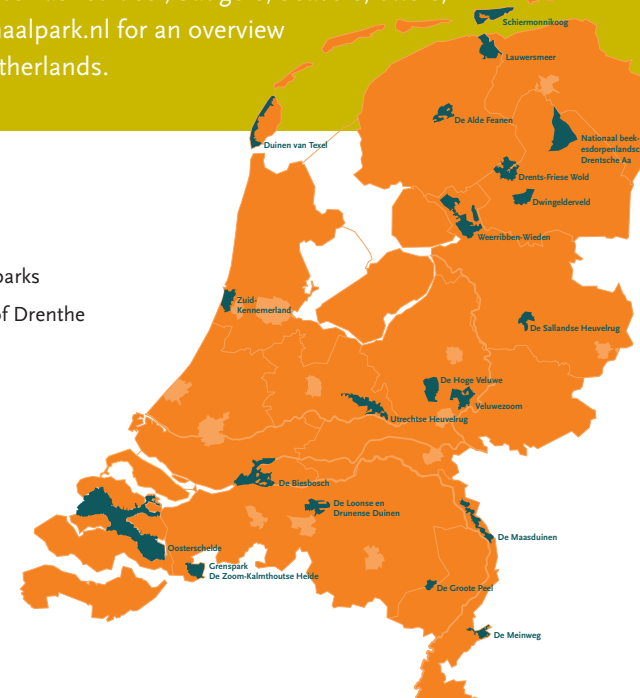 aalpark.nl for an overview
therlands.
Schiermonnikoog
Lauwersmeer
De Alde Feanen
Nationaal beek-
esdorpenlandsc
Drentsche Aa
Duinen van Texel
Drents-Friese Wold
Dwingelderveld
Weerribben-Wieden
parks
of Drenthe
Zuid-
Kennemerland
De Sallandse Heuvelrug
De Hoge Veluwe
Veluwezoom
Utrechtse Heuvelrug
De Biesbosch
De Loonse en
Drunense Duinen
De Maasduinen
Oosterschelde
Grenspark
De Zoom-Kalmthoutse Heide
De Groote Peel
De Meinweg